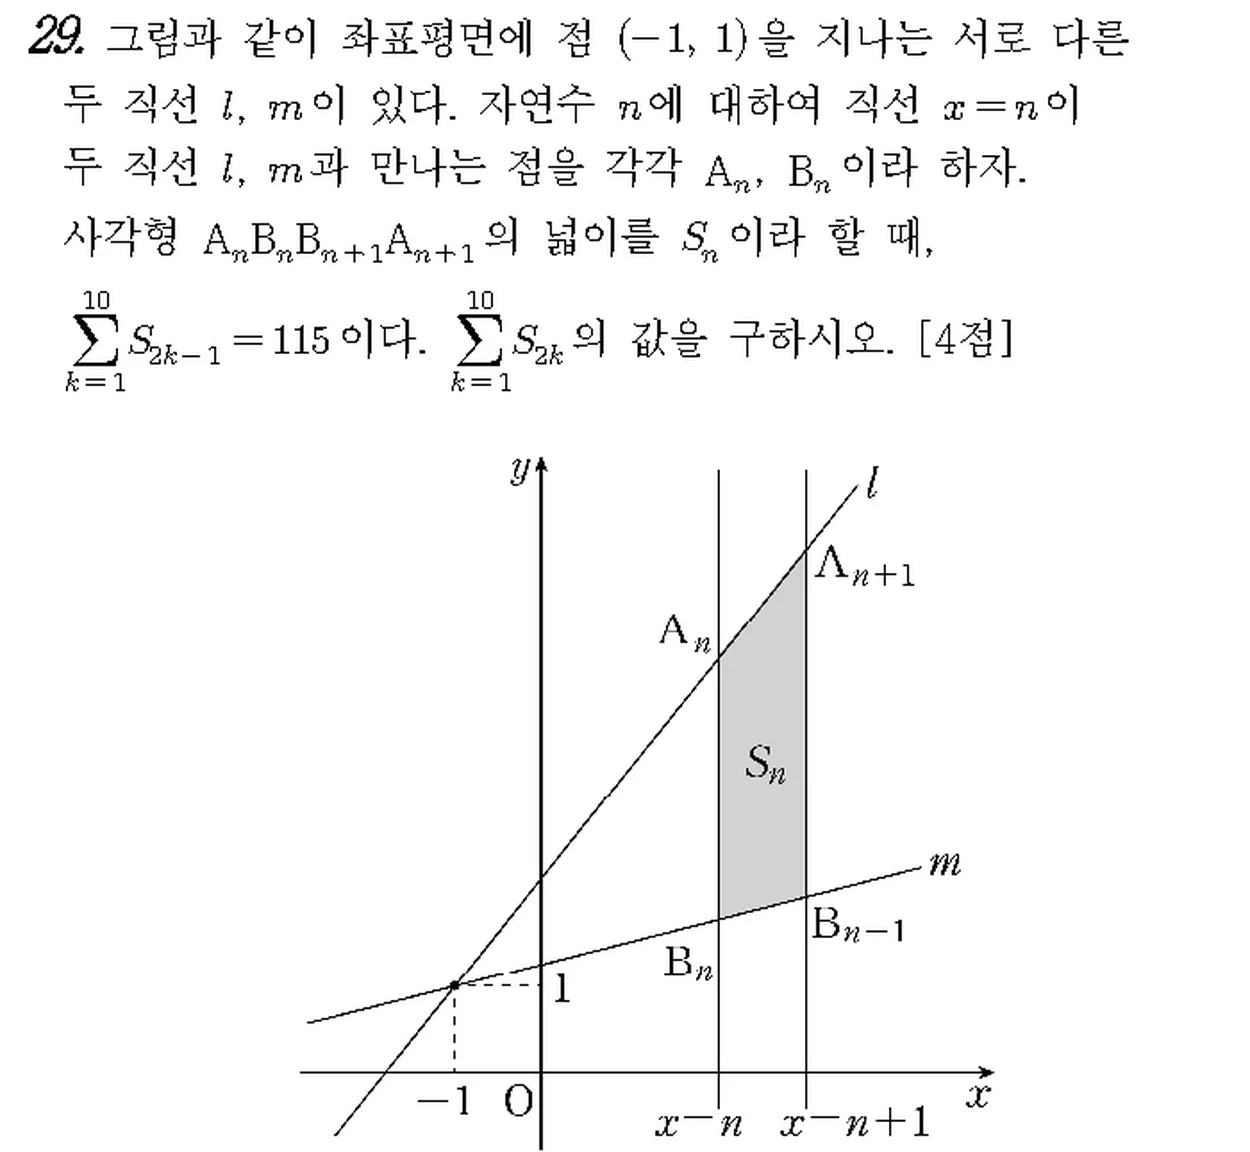 29. 그림과 같이 좌표평면에 점 (−1, 1)을 지나는 서로 다른
두 직선 l, m이 있다. 자연수 n에 대하여 직선 x=n이
두 직선 l, m과 만나는 점을 각각 Aₙ, Bₙ이라 하자.
사각형 AₙBₙBₙ₊₁Aₙ₊₁의 넓이를 Sₙ이라 할 때,
∑_{k=1}^{10} S_{2k−1} = 115이다. ∑_{k=1}^{10} S_{2k}의 값을 구하시오. [4점]
y
l
Λₙ₊₁
Aₙ
Sₙ
m
Bₙ₋₁
Bₙ
1
−1 O x
x−n x−n+1